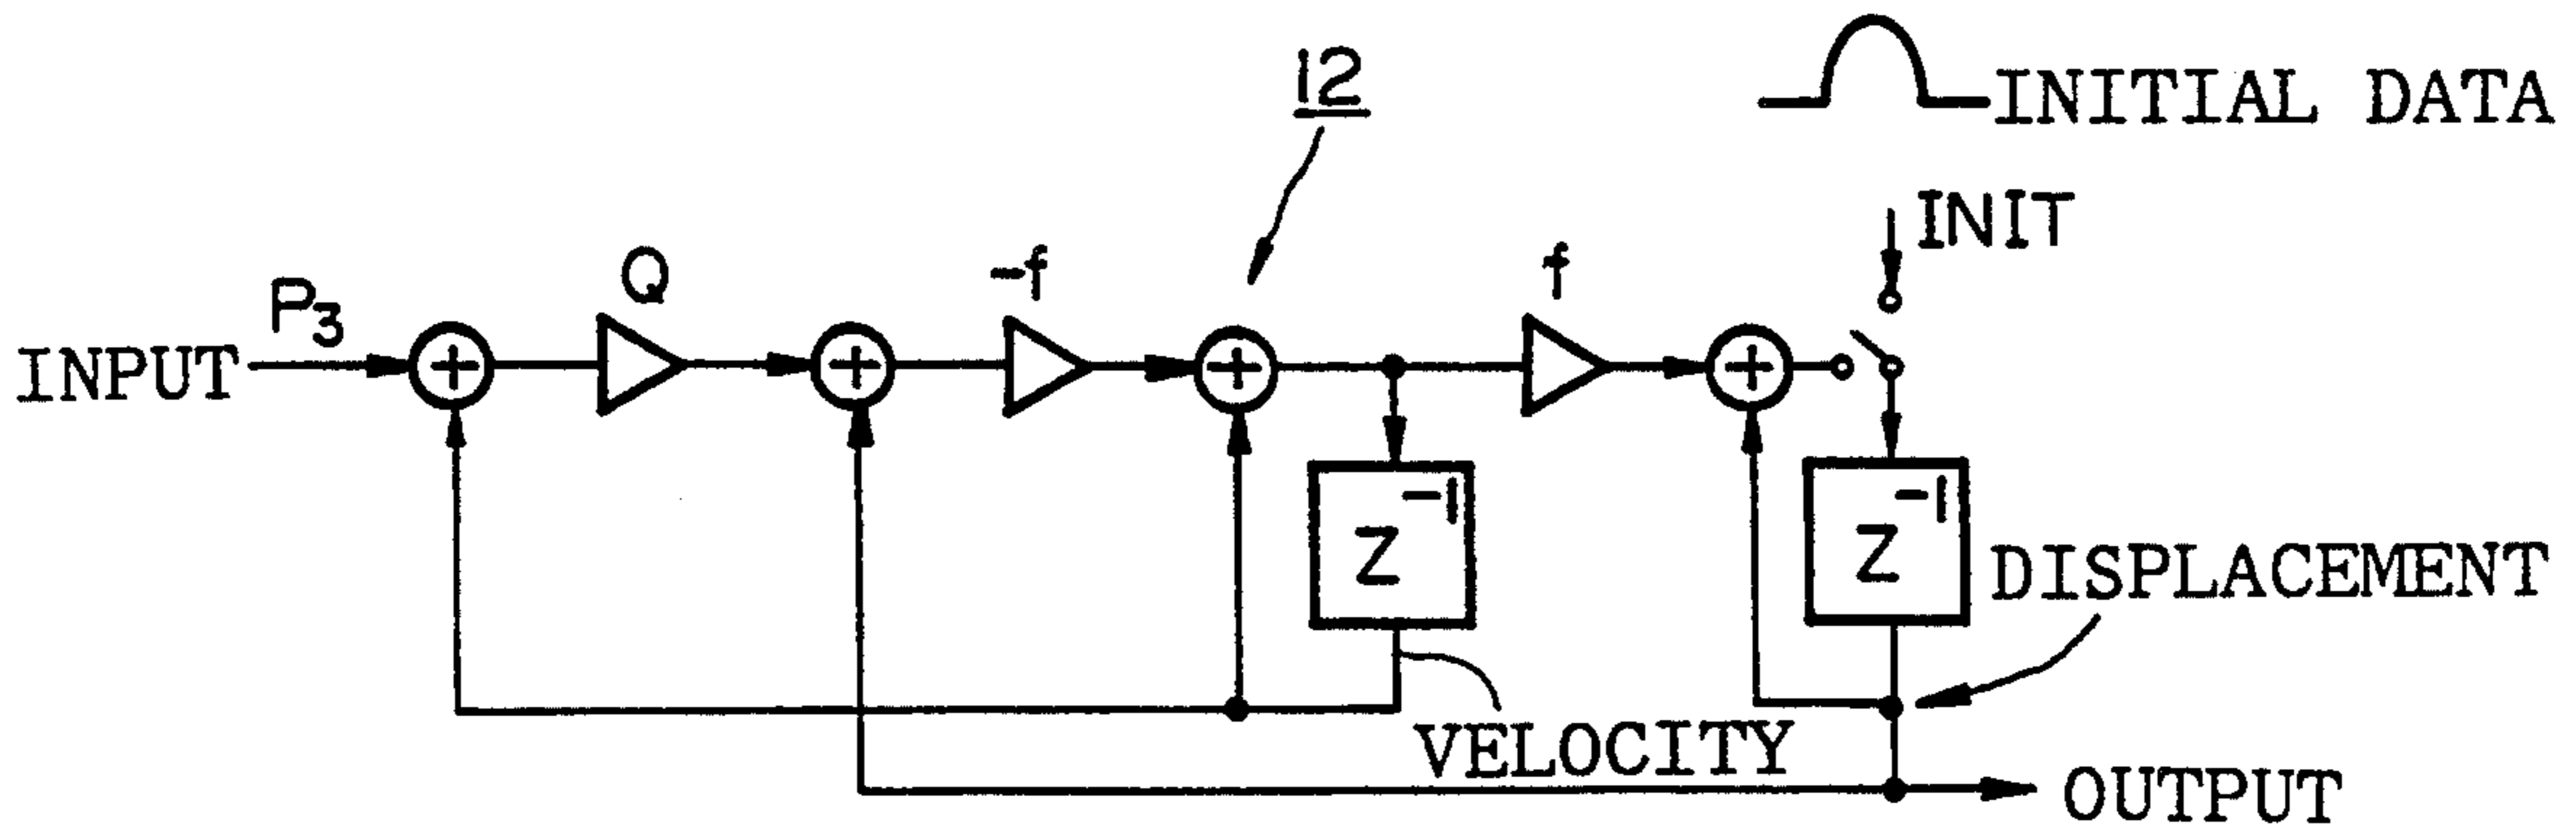 12
INITIAL DATA
INIT
INPUT
P3
Q
-f
f
Z-1
Z-1
DISPLACEMENT
VELOCITY
OUTPUT